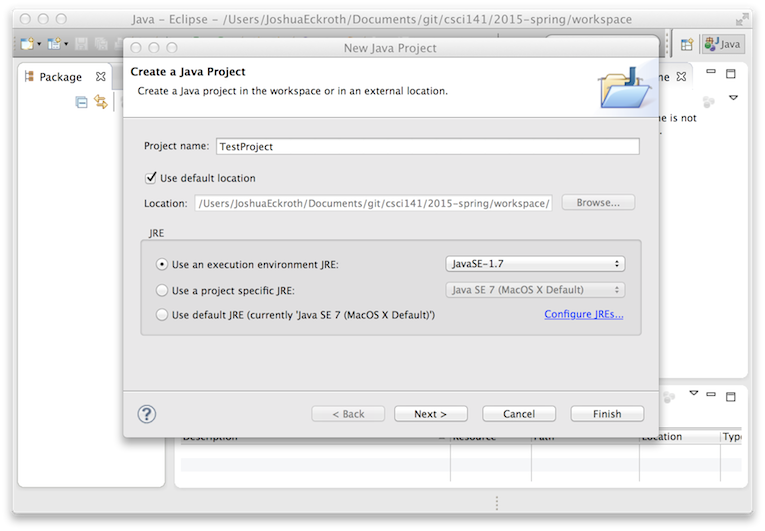 Java – Eclipse – /Users/JoshuaEckroth/Documents/git/csci141/2015-spring/workspace
Java
New Java Project
Package
ne
Create a Java Project
Create a Java project in the workspace or in an external location.
ne is not
Project name: TestProject
Use default location
Location: /Users/JoshuaEckroth/Documents/git/csci141/2015-spring/workspace/ Browse...
JRE
Use an execution environment JRE: JavaSE-1.7
Use a project specific JRE: Java SE 7 (MacOS X Default)
Use default JRE (currently 'Java SE 7 (MacOS X Default)') Configure JREs...
? < Back Next > Cancel Finish
Description Resource Path Location Type